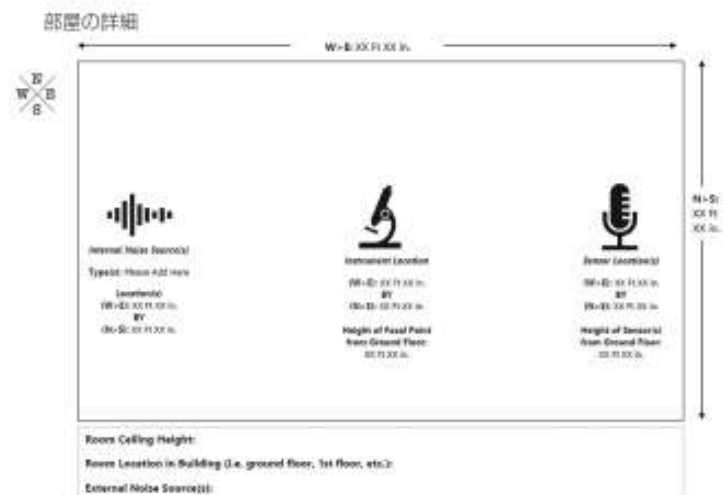 部屋の詳細
W>E: XX Ft XX in.
N
W E
S
N>S:
XX Ft
XX in.
Internal Noise Source(s)
Type(s): Please Add Here
Location(s)
(W>E): XX Ft XX in.
BY
(N>S): XX Ft XX in.
Instrument Location
(W>E): XX Ft XX in.
BY
(N>S): XX Ft XX in.
Height of Focal Point
from Ground Floor:
XX Ft XX in.
Sensor Location(s)
(W>E): XX Ft XX in.
BY
(N>S): XX Ft XX in.
Height of Sensor(s)
from Ground Floor:
XX Ft XX in.
Room Ceiling Height:
Room Location in Building (i.e. ground floor, 1st floor, etc.):
External Noise Source(s):